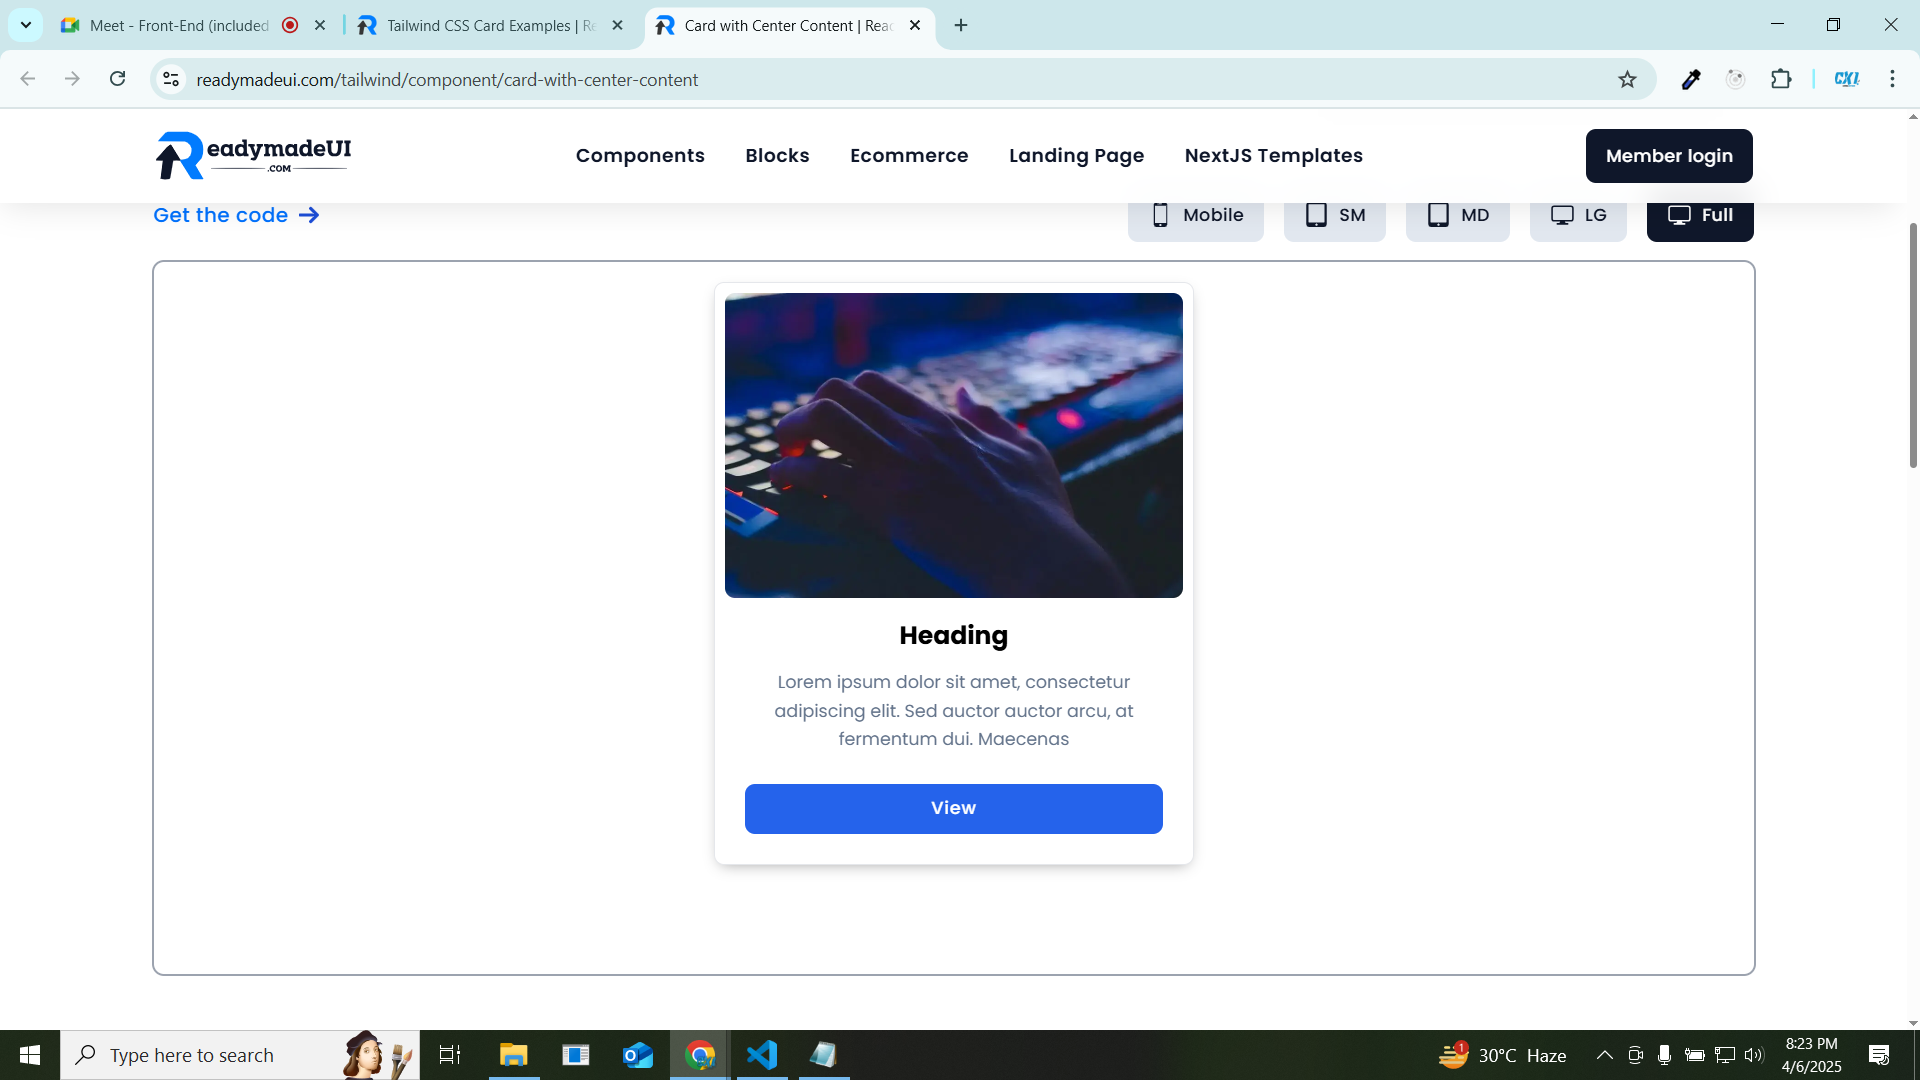 Meet - Front-End (included
Tailwind CSS Card Examples | Re
Card with Center Content | Read
readymadeui.com/tailwind/component/card-with-center-content
CKI
ReadymadeUI
.COM
Components
Blocks
Ecommerce
Landing Page
NextJS Templates
Member login
Get the code
Mobile
SM
MD
LG
Full
Heading
Lorem ipsum dolor sit amet, consectetur
adipiscing elit. Sed auctor auctor arcu, at
fermentum dui. Maecenas
View
Type here to search
1
30°C Haze
8:23 PM
4/6/2025